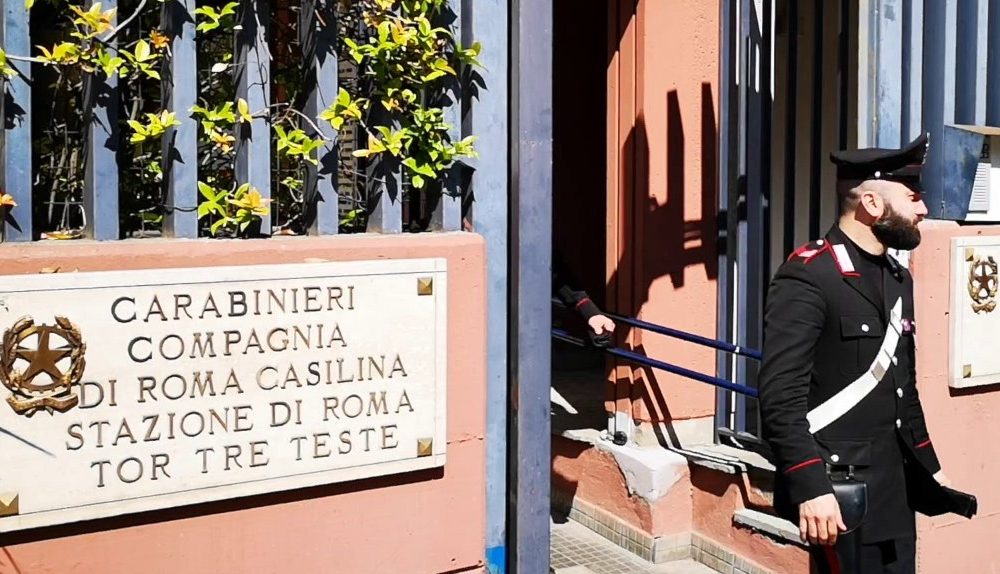 CARABINIERI
COMPAGNIA
DI ROMA CASILINA
STAZIONE DI ROMA
TOR TRE TESTE